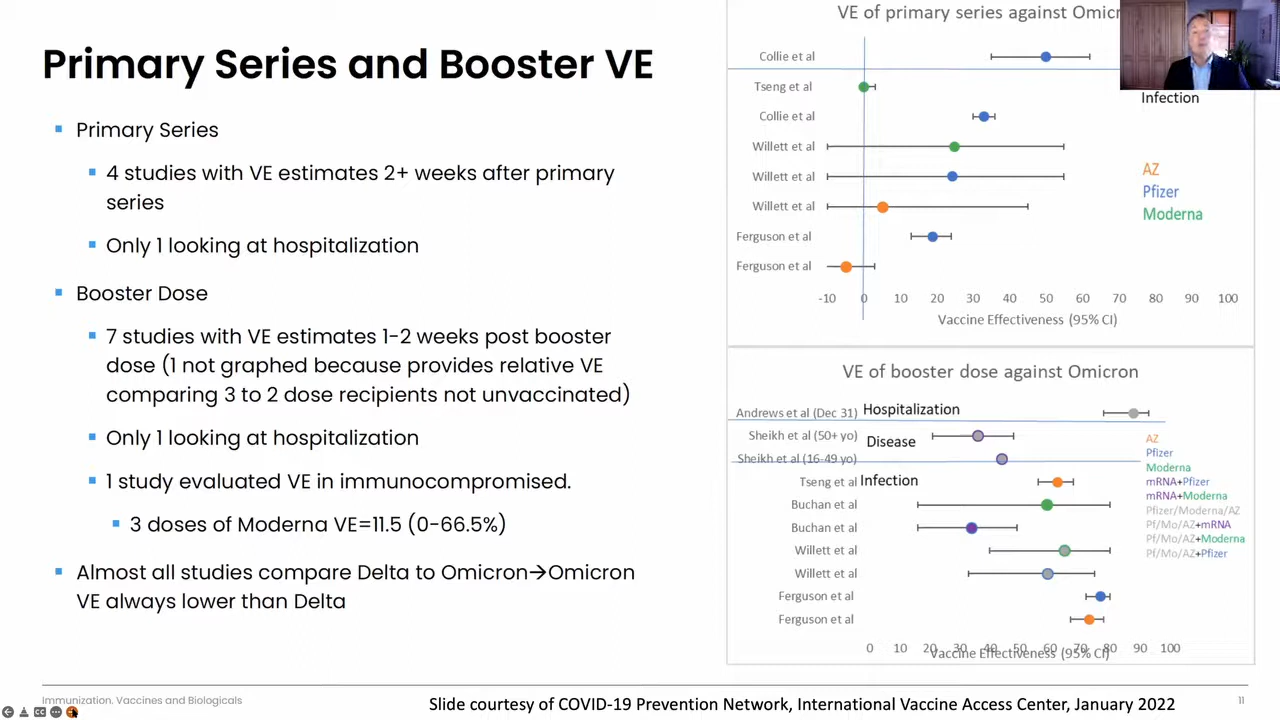 Primary Series and Booster VE
Primary Series
4 studies with VE estimates 2+ weeks after primary
series
Only 1 looking at hospitalization
Booster Dose
7 studies with VE estimates 1-2 weeks post booster
dose (1 not graphed because provides relative VE
comparing 3 to 2 dose recipients not unvaccinated)
Only 1 looking at hospitalization
1 study evaluated VE in immunocompromised.
3 doses of Moderna VE=11.5 (0-66.5%)
Almost all studies compare Delta to Omicron→Omicron
VE always lower than Delta
VE of primary series against Omicr
Collie et al
Tseng et al
Collie et al
Willett et al
Willett et al
Willett et al
Ferguson et al
Ferguson et al
Infection
AZ
Pfizer
Moderna
-10 0 10 20 30 40 50 60 70 80 90 100
Vaccine Effectiveness (95% CI)
VE of booster dose against Omicron
Andrews et al (Dec 31) Hospitalization
Sheikh et al (50+ yo) Disease
Sheikh et al (16-49 yo)
Tseng et al Infection
Buchan et al
Buchan et al
Willett et al
Willett et al
Ferguson et al
Ferguson et al
AZ
Pfizer
Moderna
mRNA+Pfizer
mRNA+Moderna
Pfizer/Moderna/AZ
Pf/Mo/AZ+mRNA
Pf/Mo/AZ+Moderna
Pf/Mo/AZ+Pfizer
0 10 20 30 40 50 60 70 80 90 100
Vaccine Effectiveness (95% CI)
Immunization. Vaccines and Biologicals
Slide courtesy of COVID-19 Prevention Network, International Vaccine Access Center, January 2022
11